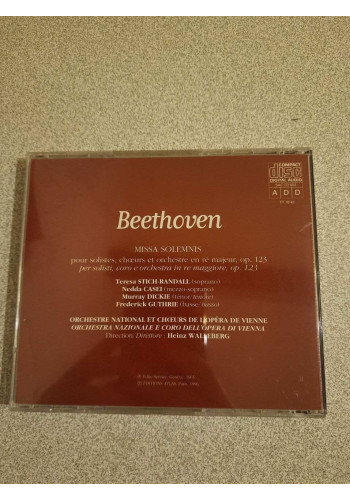 COMPACT
disc
DIGITAL AUDIO
A D D
Beethoven
MISSA SOLEMNIS
pour solistes, chœurs et orchestre en ré majeur, op. 123
per solisti, coro e orchestra in re maggiore, op. 123
Teresa STICH-RANDALL (soprano)
Nedda CASEI (mezzo-soprano)
Murray DICKIE (ténor/tenore)
Frederick GUTHRIE (basse/basso)
ORCHESTRE NATIONAL ET CHŒURS DE L'OPÉRA DE VIENNE
ORCHESTRA NAZIONALE E CORO DELL'OPERA DI VIENNA
Direction/Direttore : Heinz WALLBERG